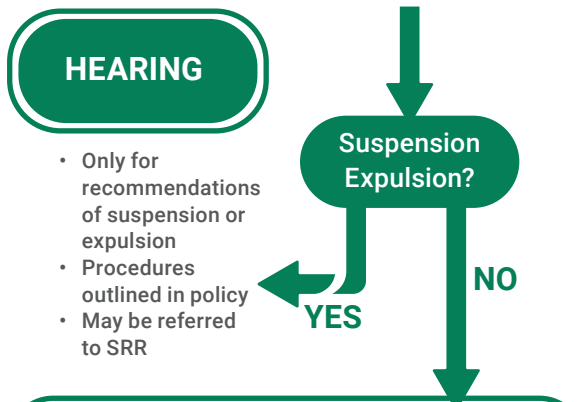 HEARING
• Only for
recommendations
of suspension or
expulsion
• Procedures
outlined in policy
• May be referred
to SRR
Suspension
Expulsion?
YES
NO